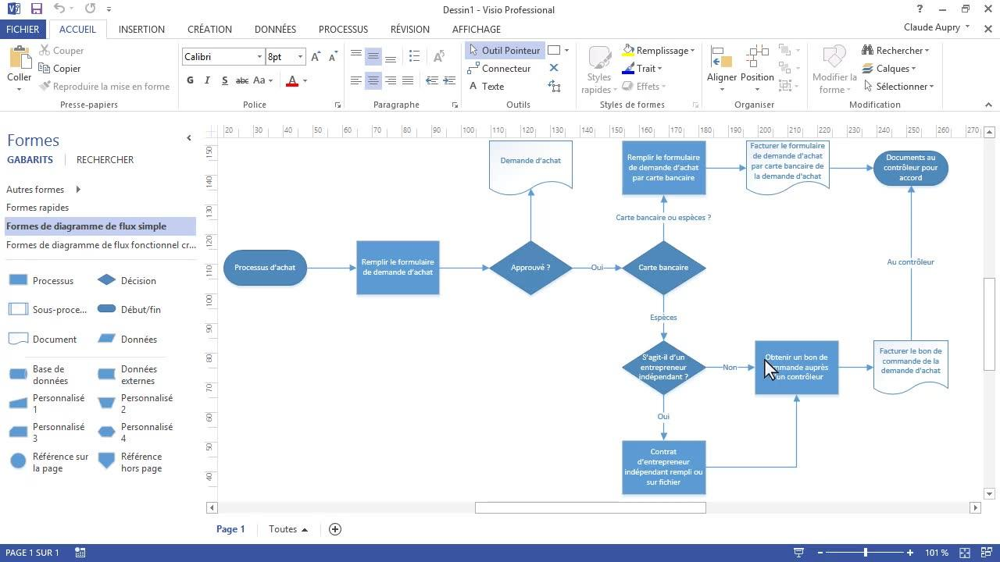 Dessin1 - Visio Professional
FICHIER
ACCUEIL
INSERTION
CRÉATION
DONNÉES
PROCESSUS
RÉVISION
AFFICHAGE
Claude Aupry
Coller
Couper
Copier
Reproduire la mise en forme
Presse-papiers
Calibri
8pt
G I S abc Aa A
Police
Paragraphe
Outil Pointeur
Connecteur
A Texte
Outils
Styles
rapides
Remplissage
Trait
Effets
Styles de formes
Aligner
Position
Organiser
Modifier la
forme
Rechercher
Calques
Sélectionner
Modification
Formes
GABARITS
RECHERCHER
Autres formes
Formes rapides
Formes de diagramme de flux simple
Formes de diagramme de flux fonctionnel cr...
Processus
Décision
Sous-proce...
Début/fin
Document
Données
Base de
données
Données
externes
Personnalisé
1
Personnalisé
2
Personnalisé
3
Personnalisé
4
Référence sur
la page
Référence
hors page
20 30 40 50 60 70 80 90 100 110 120 130 140 150 160 170 180 190 200 210 220 230 240 250 260 270
150
140
130
120
110
100
90
80
70
60
50
40
Demande d'achat
Remplir le formulaire
de demande d'achat
par carte bancaire
Facturer le formulaire
de demande d'achat
par carte bancaire de
la demande d'achat
Documents au
contrôleur pour
accord
Carte bancaire ou espèces ?
Processus d'achat
Remplir le formulaire
de demande d'achat
Approuvé ?
Oui
Carte bancaire
Au contrôleur
Espèces
S'agit-il d'un
entrepreneur
indépendant ?
Non
Obtenir un bon de
auprès
un contrôleur
Facturer le bon de
commande de la
demande d'achat
Oui
Contrat
d'entrepreneur
indépendant rempli ou
sur fichier
Page 1
Toutes
PAGE 1 SUR 1
101 %